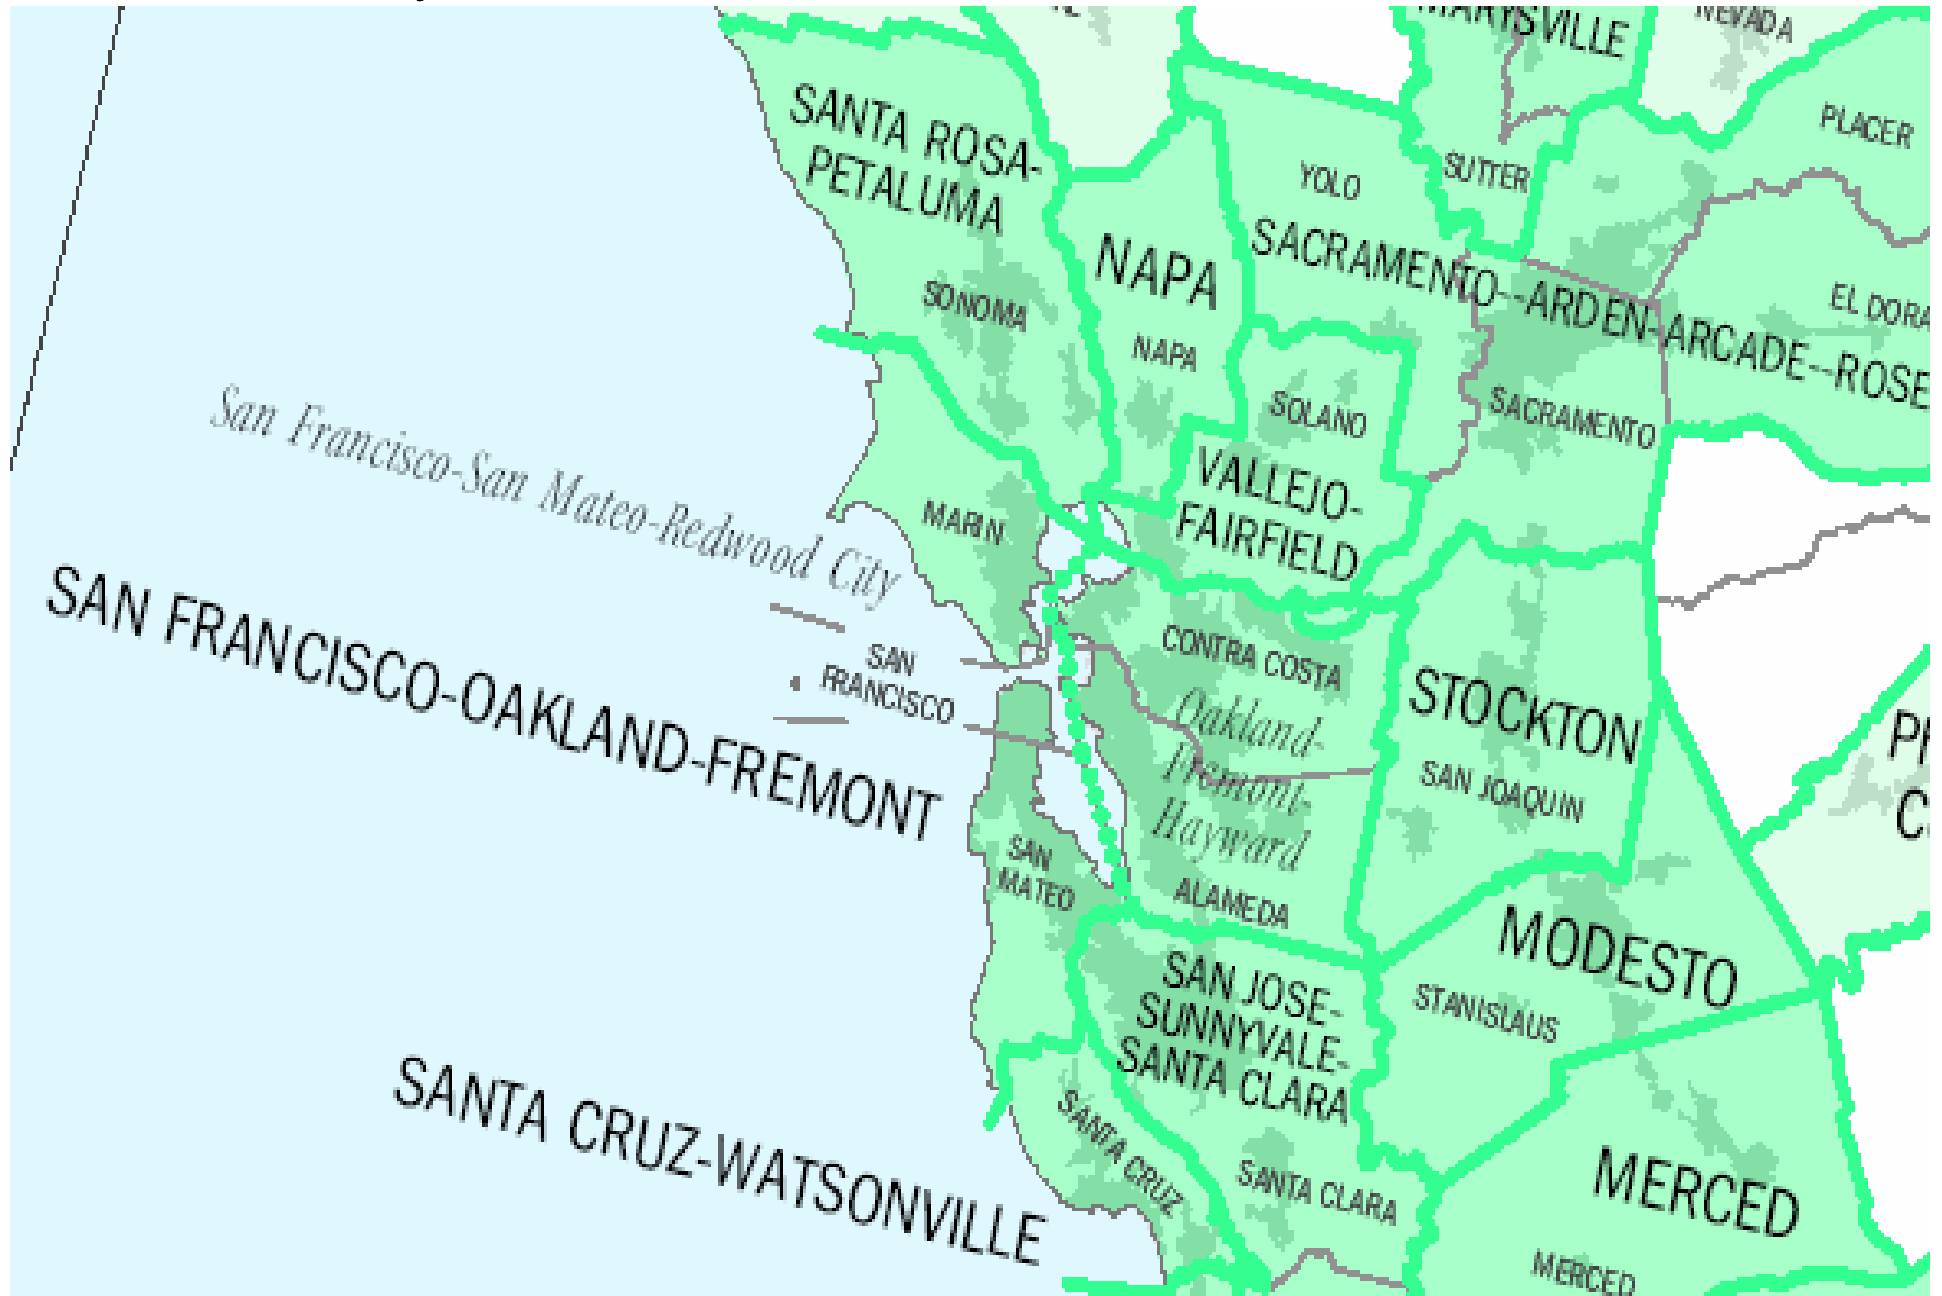 MARYSVILLE
NEVADA
PLACER
SANTA ROSA-
PETALUMA
YOLO
SUTTER
NAPA
SACRAMENTO--ARDEN-ARCADE--ROSE
SONOMA
EL DORA
NAPA
SOLANO
SACRAMENTO
San Francisco-San Mateo-Redwood City
MARIN
VALLEJO-
FAIRFIELD
SAN FRANCISCO-OAKLAND-FREMONT
SAN
FRANCISCO
CONTRA COSTA
Oakland-
Fremont-
Hayward
STOCKTON
SAN JOAQUIN
SAN
MATEO
ALAMEDA
MODESTO
STANISLAUS
SAN JOSE-
SUNNYVALE-
SANTA CLARA
SANTA CRUZ-WATSONVILLE
SANTA CRUZ
SANTA CLARA
MERCED
MERCED